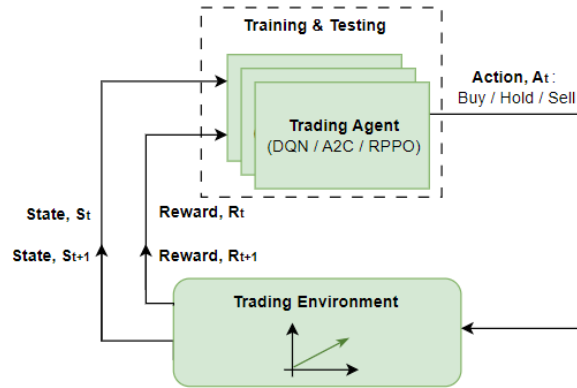 Training & Testing
Action, At:
Buy / Hold / Sell
Trading Agent
(DQN / A2C / RPPO)
State, St
Reward, Rt
State, St+1
Reward, Rt+1
Trading Environment